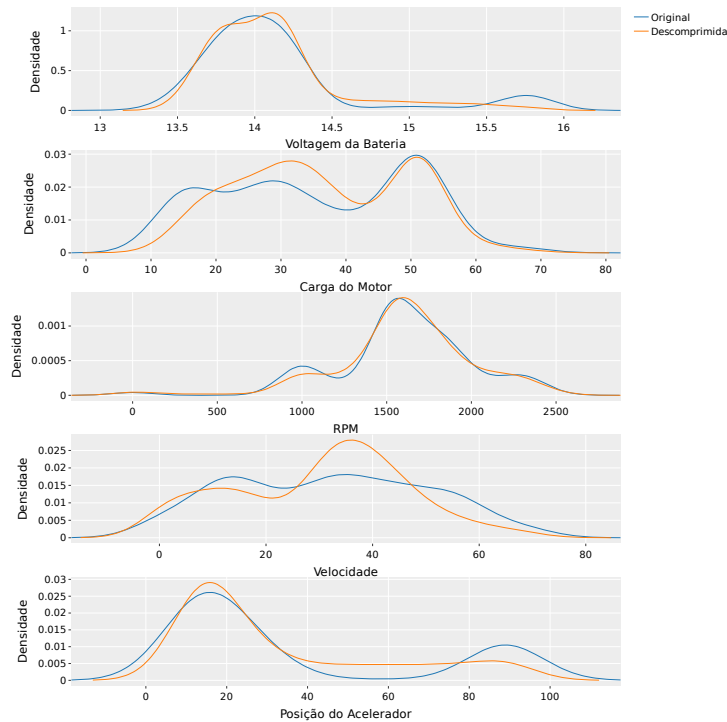 Original
Descomprimida
Densidade
1
0.5
0
13 13.5 14 14.5 15 15.5 16
Voltagem da Bateria
Densidade
0.03
0.02
0.01
0
0 10 20 30 40 50 60 70 80
Carga do Motor
Densidade
0.001
0.0005
0
0 500 1000 1500 2000 2500
RPM
Densidade
0.025
0.02
0.015
0.01
0.005
0
0 20 40 60 80
Velocidade
Densidade
0.03
0.025
0.02
0.015
0.01
0.005
0
0 20 40 60 80 100
Posição do Acelerador